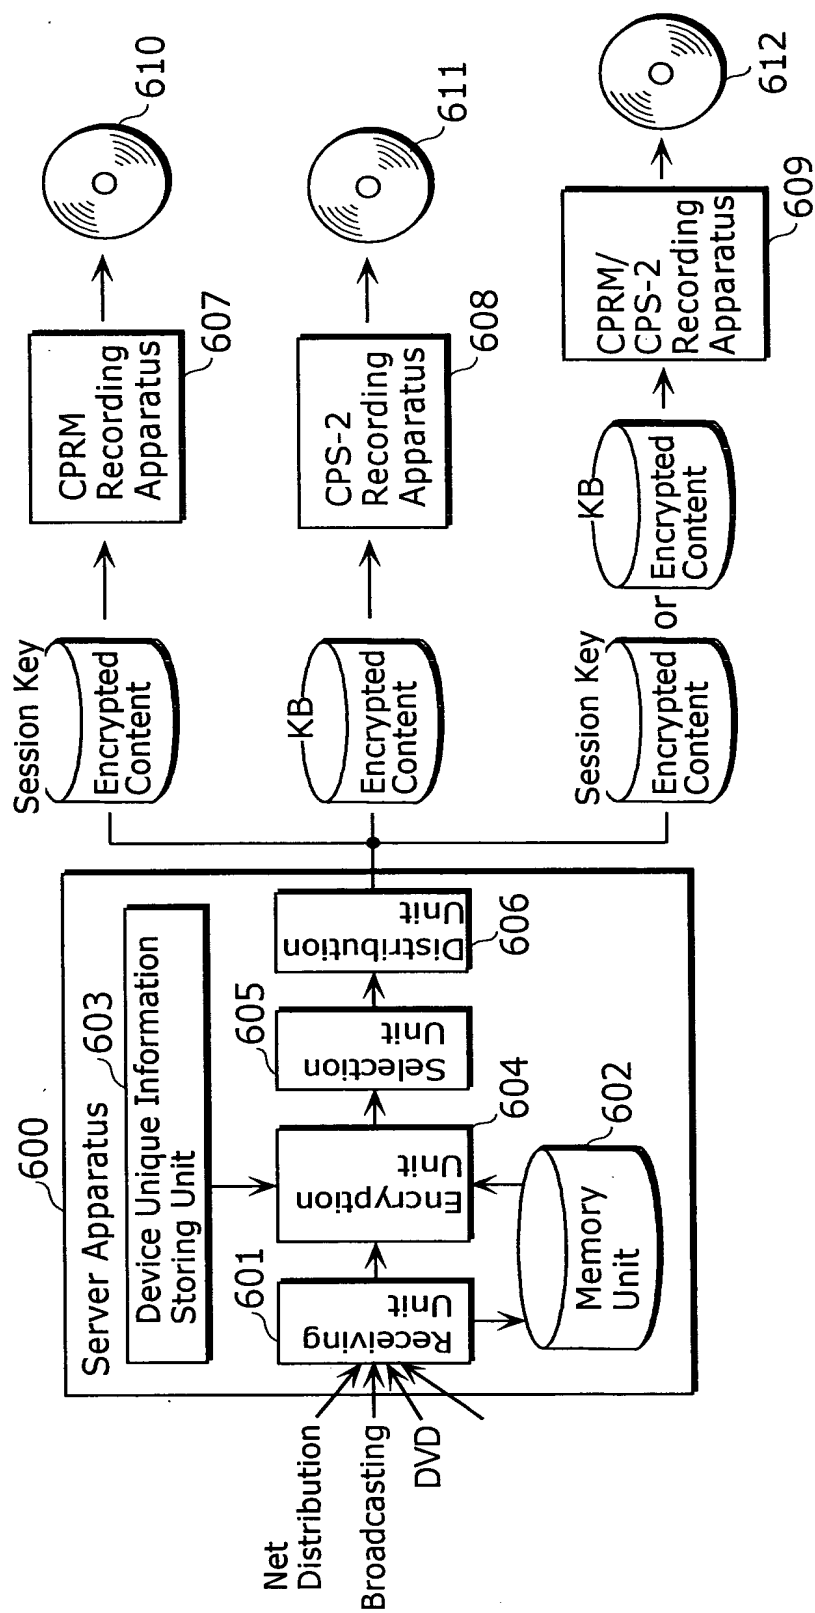 600
Server Apparatus
603
Device Unique Information
Storing Unit
Net
Distribution
Broadcasting
DVD
601
Receiving
Unit
Encryption
Unit
604
605
Selection
Unit
Distribution
Unit
606
602
Memory
Unit
Session Key
Encrypted
Content
CPRM
Recording
Apparatus
607
610
KB
Encrypted
Content
CPS-2
Recording
Apparatus
608
611
Session Key
Encrypted
Content
or
KB
Encrypted
Content
CPRM/
CPS-2
Recording
Apparatus
609
612